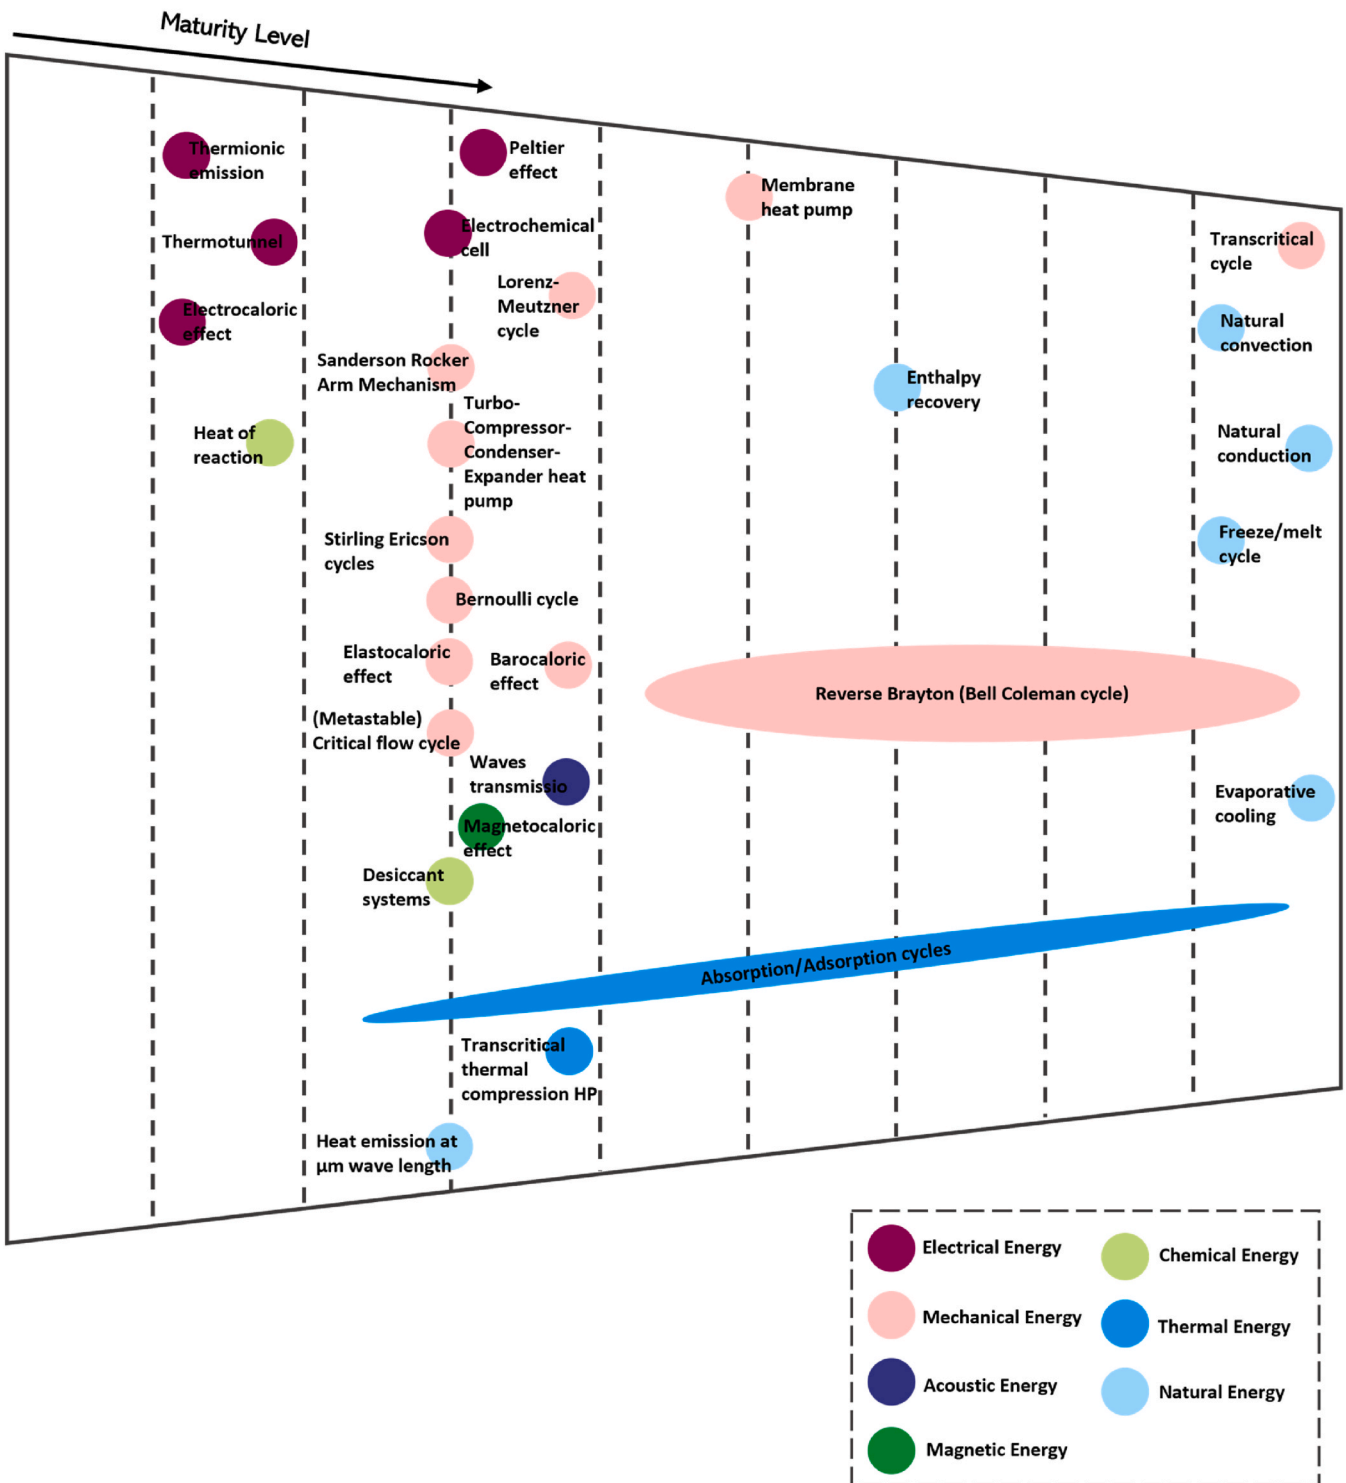 Maturity Level
Thermionic
emission
Peltier
effect
Membrane
heat pump
Thermotunnel
Electrochemical
cell
Transcritical
cycle
Lorenz-
Meutzner
cycle
Electrocaloric
effect
Natural
convection
Sanderson Rocker
Arm Mechanism
Enthalpy
recovery
Turbo-
Compressor-
Condenser-
Expander heat
pump
Heat of
reaction
Natural
conduction
Stirling Ericson
cycles
Freeze/melt
cycle
Bernoulli cycle
Elastocaloric
effect
Barocaloric
effect
Reverse Brayton (Bell Coleman cycle)
(Metastable)
Critical flow cycle
Waves
transmissio
Evaporative
cooling
Magnetocaloric
effect
Desiccant
systems
Absorption/Adsorption cycles
Transcritical
thermal
compression HP
Heat emission at
µm wave length
Electrical Energy
Chemical Energy
Mechanical Energy
Thermal Energy
Acoustic Energy
Natural Energy
Magnetic Energy